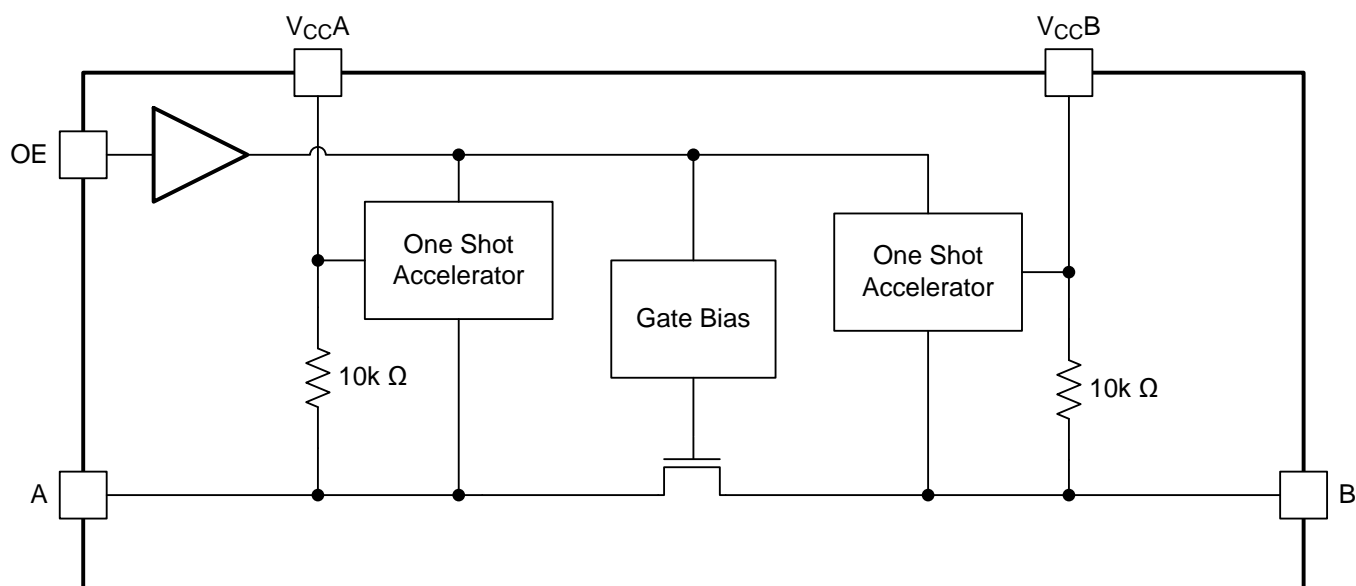 VCCA
VCCB
OE
One Shot
Accelerator
One Shot
Accelerator
Gate Bias
10k Ω
10k Ω
A
B